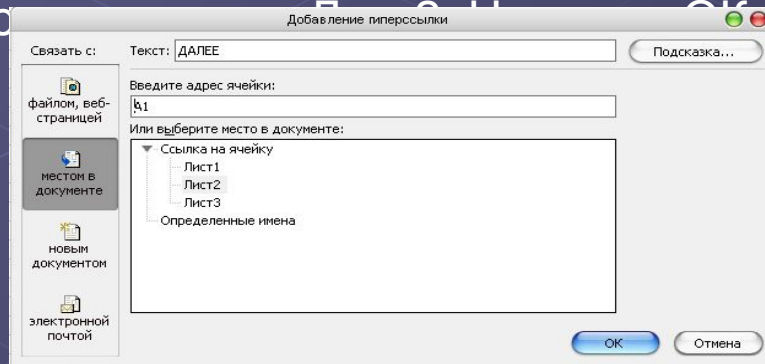 Добавление гиперссылки
Связать с:
Текст: ДАЛЕЕ
Подсказка...
Введите адрес ячейки:
A1
Или выберите место в документе:
Ссылка на ячейку
Лист1
Лист2
Лист3
Определенные имена
файлом, веб-
страницей
местом в
документе
новым
документом
электронной
почтой
OK
Отмена